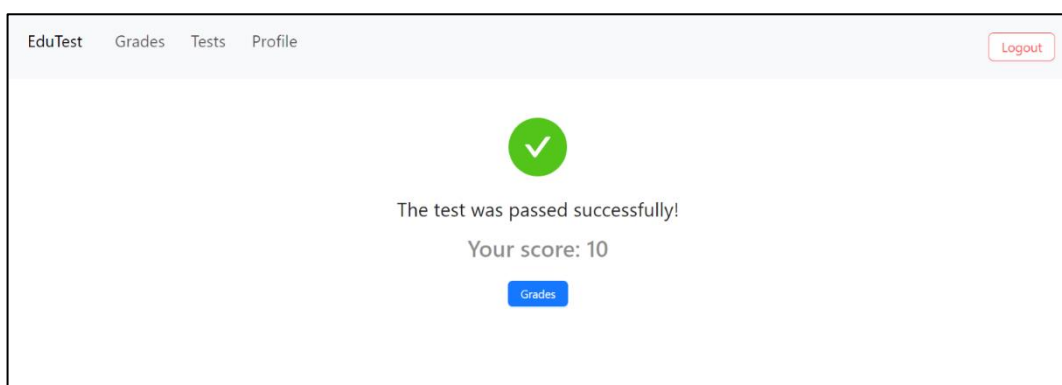 EduTest Grades Tests Profile Logout
The test was passed successfully!
Your score: 10
Grades